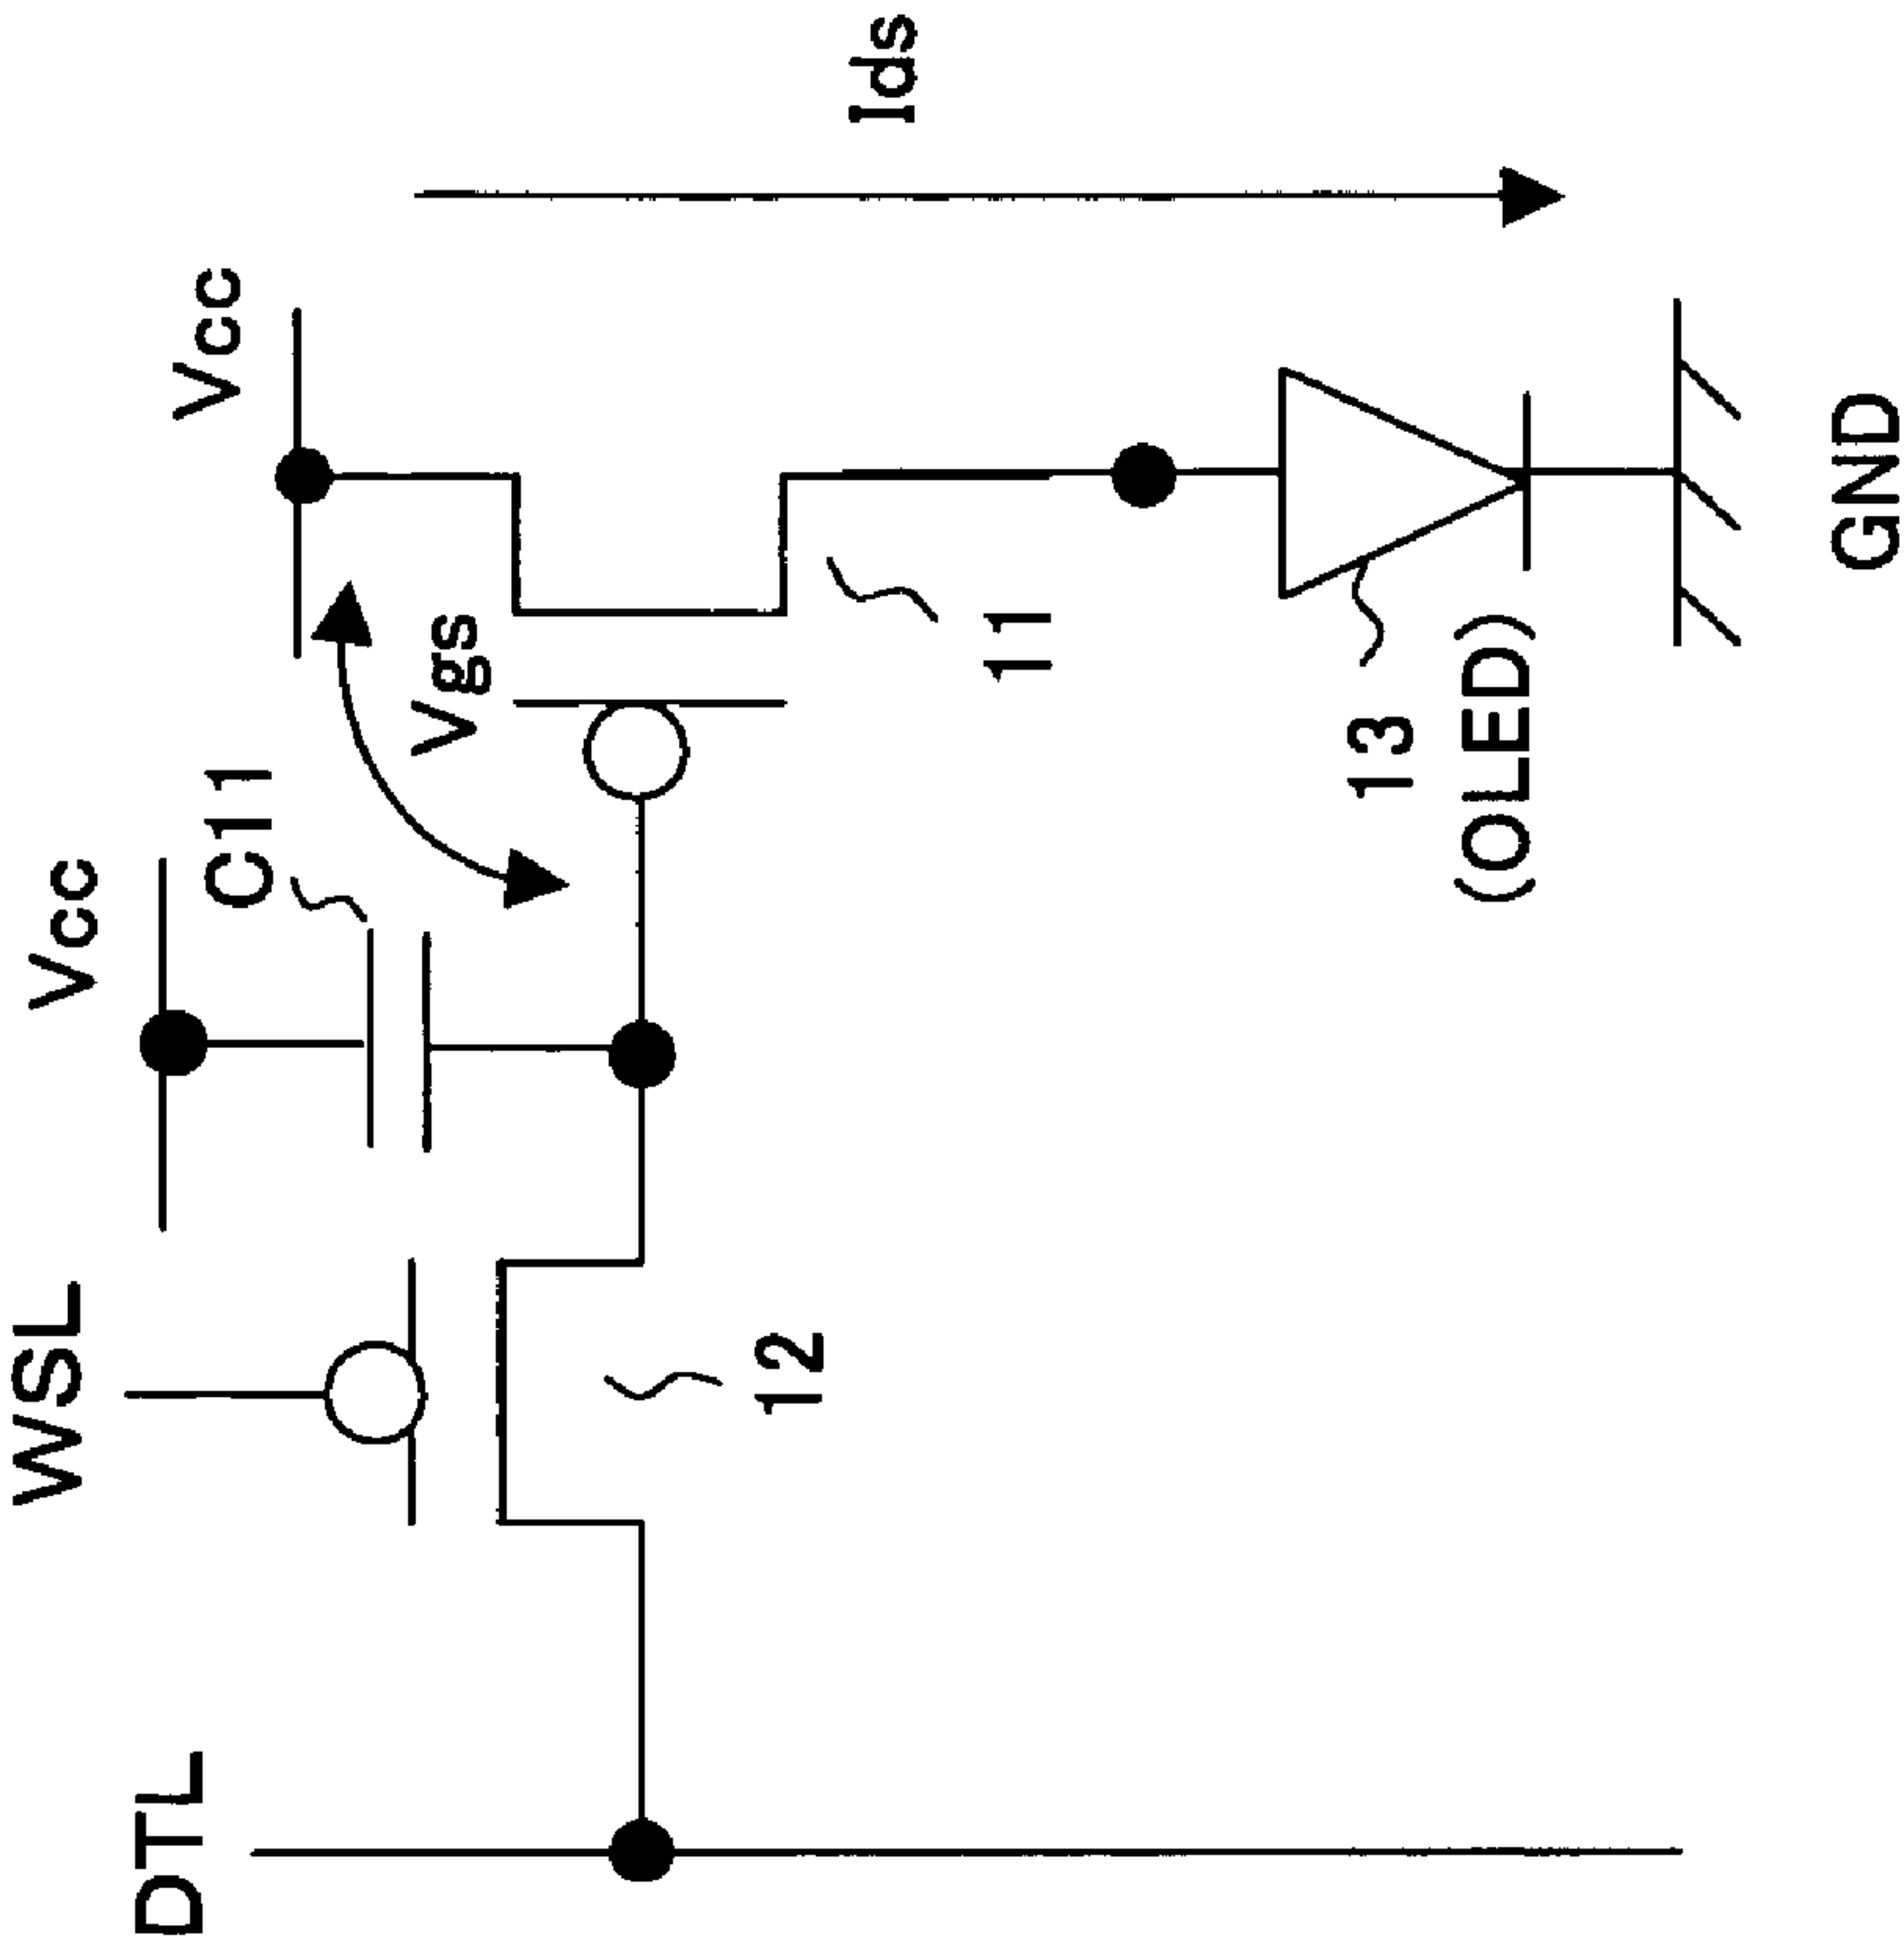 DTL
WSL
Vcc
C11
Vcc
Vgs
Ids
12
11
13
(OLED)
GND